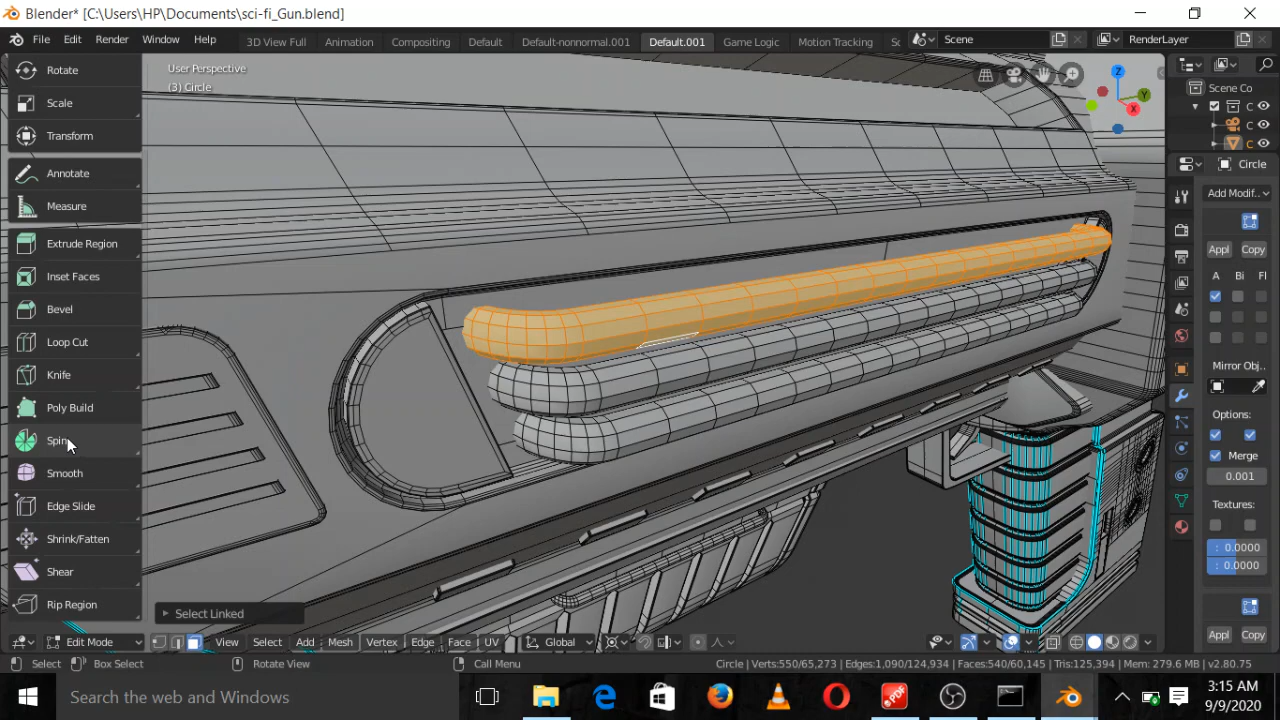 Blender* [C:\Users\HP\Documents\sci-fi_Gun.blend]
File Edit Render Window Help 3D View Full Animation Compositing Default Default-nonnormal.001 Default.001 Game Logic Motion Tracking Sc Scene RenderLayer
Rotate
Scale
Transform
Annotate
Measure
Extrude Region
Inset Faces
Bevel
Loop Cut
Knife
Poly Build
Spin
Smooth
Edge Slide
Shrink/Fatten
Shear
Rip Region
User Perspective
(3) Circle
Z
Y
X
Select Linked
Scene Co
C
C
C
Circle
Add Modif..
Appl Copy
A Bi Fl
Mirror Obj..
Options:
Merge
0.001
Textures:
: 0.0000
: 0.0000
Appl Copy
Edit Mode View Select Add Mesh Vertex Edge Face UV Global
Select Box Select Rotate View Call Menu Circle | Verts:550/65,273 | Edges:1,090/124,934 | Faces:540/60,145 | Tris:125,394 | Mem: 279.6 MB | v2.80.75
Search the web and Windows
PDF
3:15 AM
9/9/2020